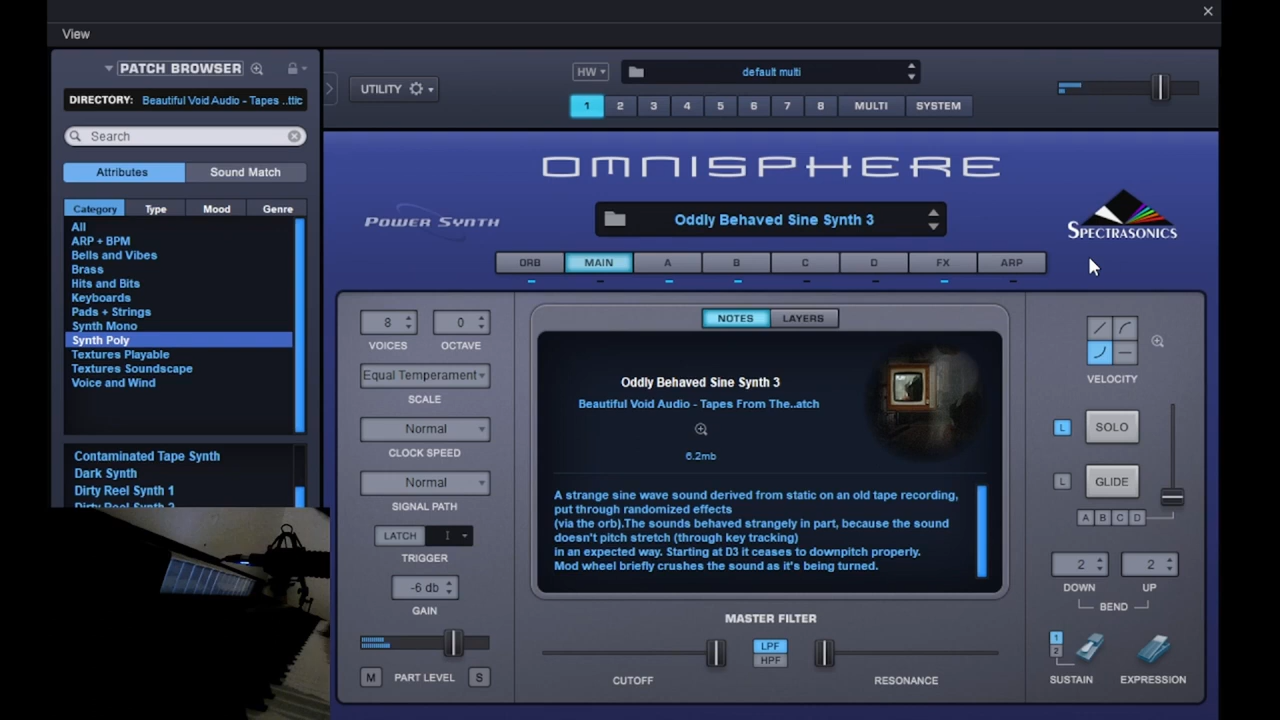 View
PATCH BROWSER
DIRECTORY: Beautiful Void Audio - Tapes ..ttic
Search
Attributes
Sound Match
Category
Type
Mood
Genre
All
ARP + BPM
Bells and Vibes
Brass
Hits and Bits
Keyboards
Pads + Strings
Synth Mono
Synth Poly
Textures Playable
Textures Soundscape
Voice and Wind
Contaminated Tape Synth
Dark Synth
Dirty Reel Synth 1
UTILITY
HW
default multi
1 2 3 4 5 6 7 8 MULTI SYSTEM
OMNISPHERE
POWER SYNTH
Oddly Behaved Sine Synth 3
SPECTRASONICS
ORB MAIN A B C D FX ARP
8
0
VOICES
OCTAVE
Equal Temperament
SCALE
Normal
CLOCK SPEED
Normal
SIGNAL PATH
LATCH I
TRIGGER
-6 db
GAIN
M PART LEVEL S
NOTES LAYERS
Oddly Behaved Sine Synth 3
Beautiful Void Audio - Tapes From The..atch
6.2mb
A strange sine wave sound derived from static on an old tape recording,
put through randomized effects
(via the orb).The sounds behaved strangely in part, because the sound
doesn't pitch stretch (through key tracking)
in an expected way. Starting at D3 it ceases to downpitch properly.
Mod wheel briefly crushes the sound as it's being turned.
MASTER FILTER
LPF
HPF
CUTOFF
RESONANCE
VELOCITY
L SOLO
L GLIDE
A B C D
2
2
DOWN
UP
BEND
1
2
SUSTAIN
EXPRESSION